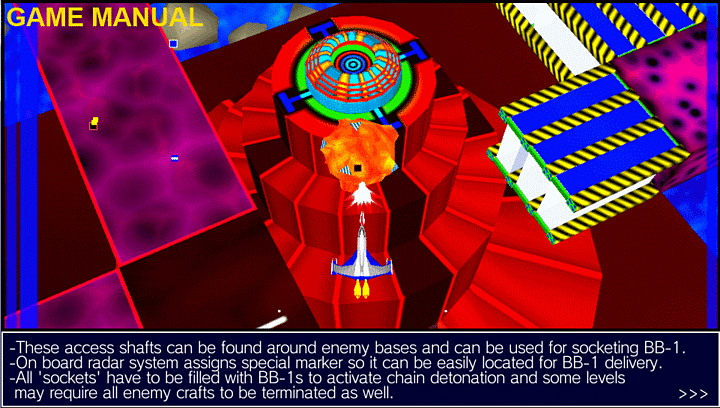 GAME MANUAL
-These access shafts can be found around enemy bases and can be used for socketing BB-1.
-On board radar system assigns special marker so it can be easily located for BB-1 delivery.
-All 'sockets' have to be filled with BB-1s to activate chain detonation and some levels
may require all enemy crafts to be terminated as well. >>>